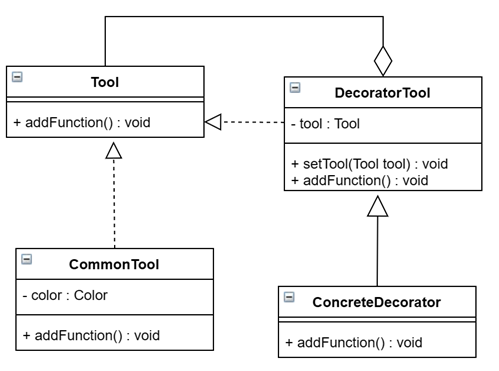 Tool
+ addFunction() : void
DecoratorTool
- tool : Tool
+ setTool(Tool tool) : void
+ addFunction() : void
CommonTool
- color : Color
+ addFunction() : void
ConcreteDecorator
+ addFunction() : void